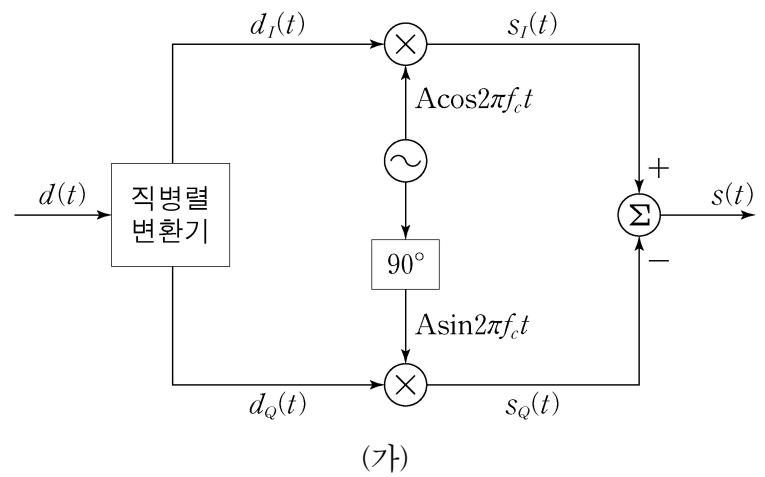 d_I(t)
s_I(t)
Acos2πf_ct
+
d(t)
직병렬
변환기
Σ
s(t)
90°
−
Asin2πf_ct
d_Q(t)
s_Q(t)
(가)